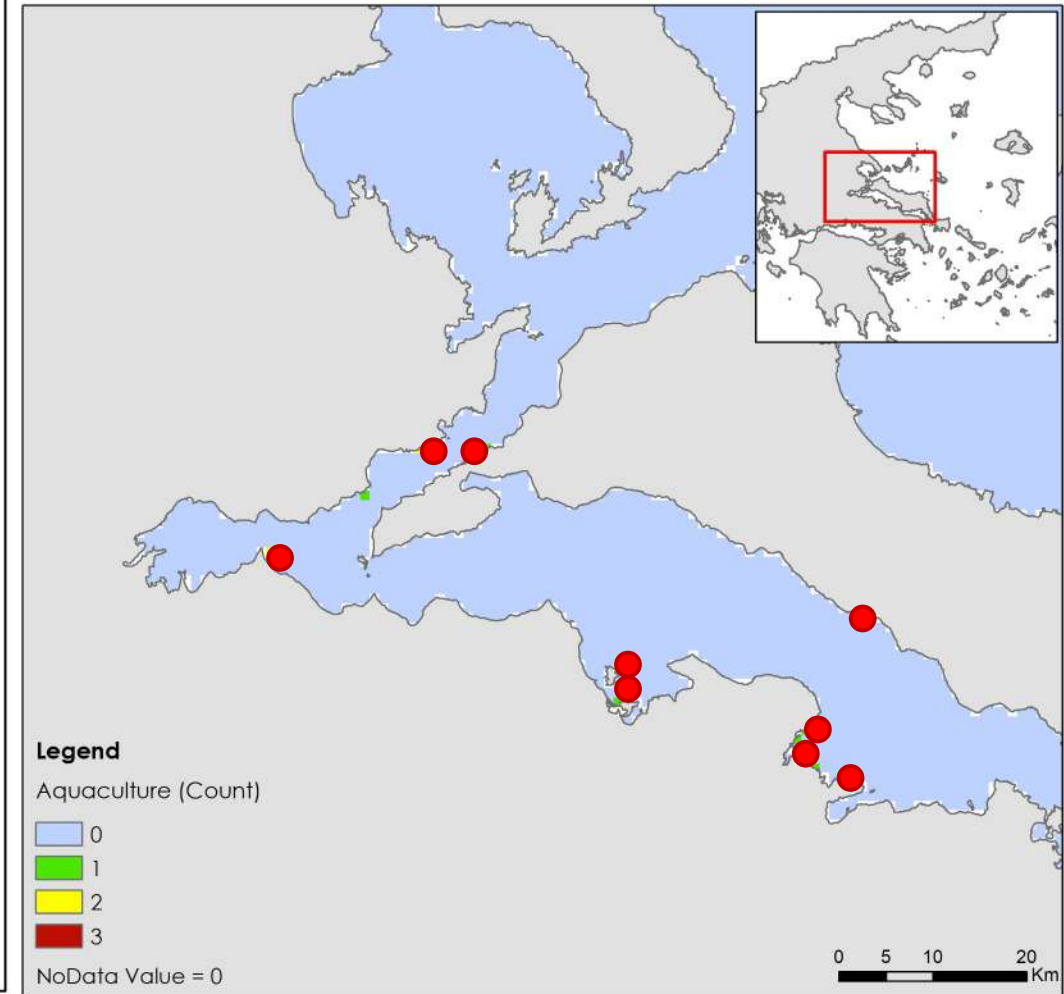 Legend
Aquaculture (Count)
0
1
2
3
NoData Value = 0
0 5 10 20
Km